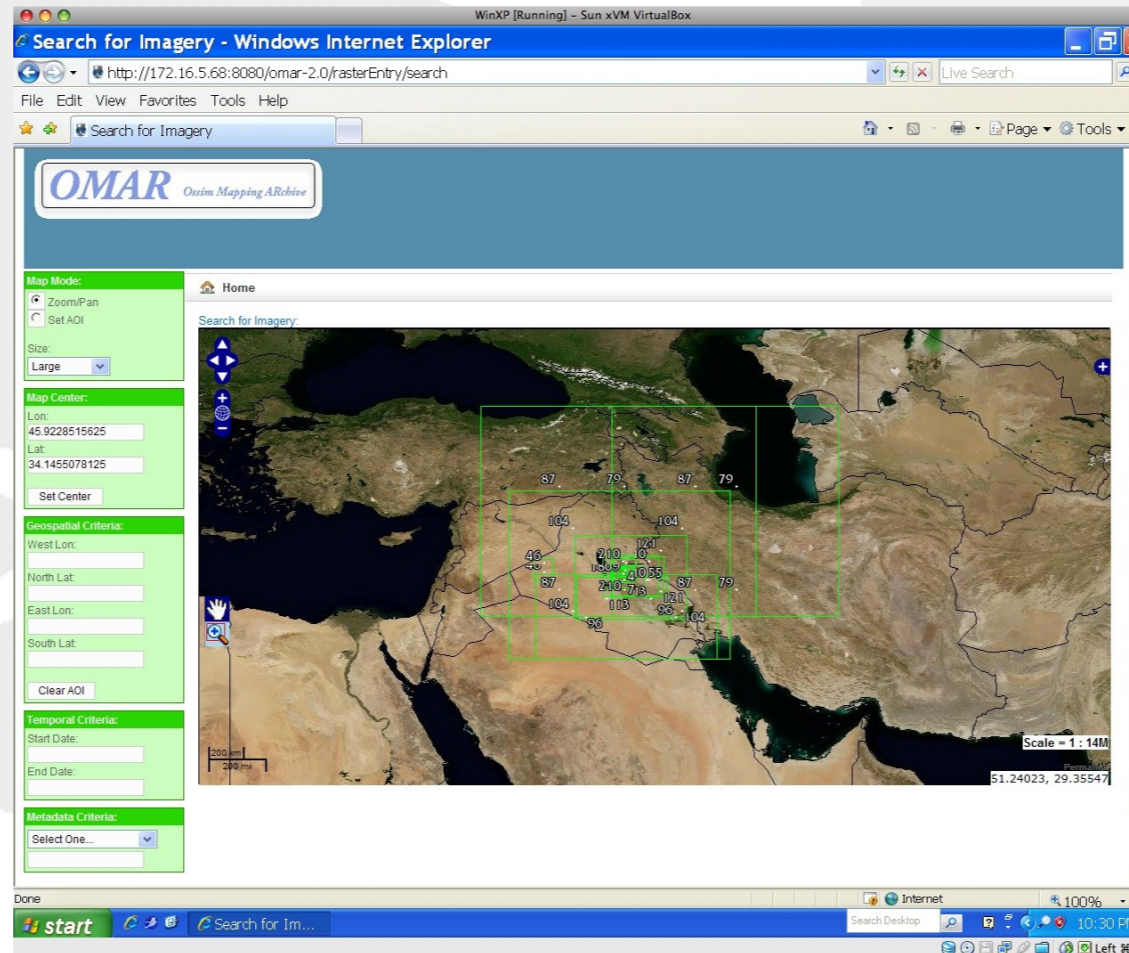 WinXP [Running] – Sun xVM VirtualBox
Search for Imagery - Windows Internet Explorer
http://172.16.5.68:8080/omar-2.0/rasterEntry/search
Live Search
File Edit View Favorites Tools Help
Search for Imagery
Page
Tools
OMAR Ossim Mapping ARchive
Map Mode:
Zoom/Pan
Set AOI
Size:
Large
Map Center:
Lon:
45.9228515625
Lat:
34.1455078125
Set Center
Geospatial Criteria:
West Lon:
North Lat:
East Lon:
South Lat:
Clear AOI
Temporal Criteria:
Start Date:
End Date:
Metadata Criteria:
Select One...
Home
Search for Imagery:
87 79 87 79
104 104
121
46 210 10
87 55 87 79
210 713 121
104 113 96 104
96
200 km
200 mi
Scale = 1 : 14M
51.24023, 29.35547
Done
Internet
100%
start
Search for Im...
Search Desktop
10:30 PM
Left ⌘